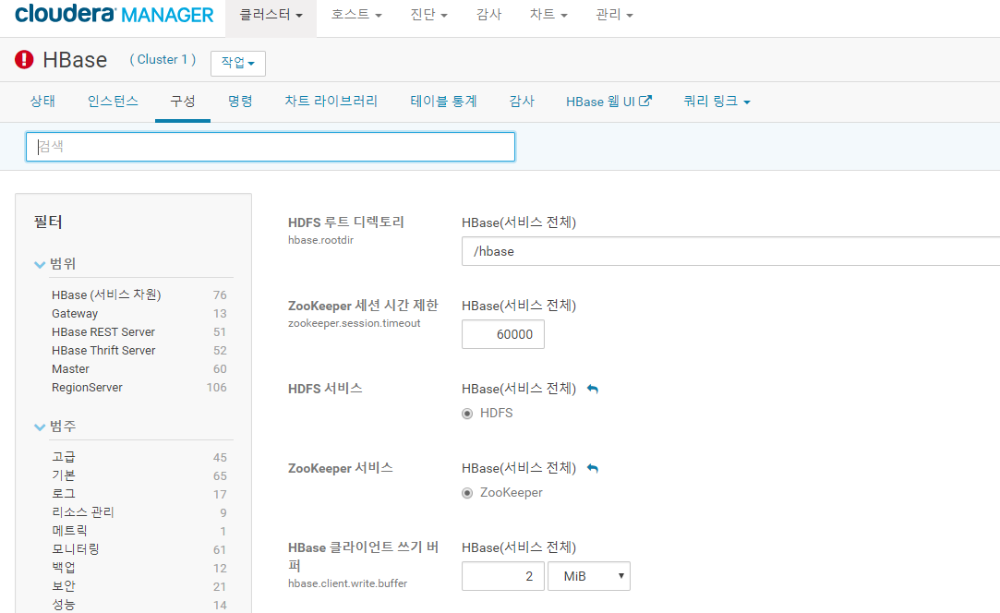 cloudera MANAGER 클러스터 호스트 진단 감사 차트 관리
HBase ( Cluster 1 ) 작업
상태 인스턴스 구성 명령 차트 라이브러리 테이블 통계 감사 HBase 웹 UI 쿼리 링크
검색
필터
범위
HBase (서비스 차원) 76
Gateway 13
HBase REST Server 51
HBase Thrift Server 52
Master 60
RegionServer 106
범주
고급 45
기본 65
로그 17
리소스 관리 9
메트릭 1
모니터링 61
백업 12
보안 21
성능 14
HDFS 루트 디렉토리 HBase(서비스 전체)
hbase.rootdir
/hbase
ZooKeeper 세션 시간 제한 HBase(서비스 전체)
zookeeper.session.timeout
60000
HDFS 서비스 HBase(서비스 전체)
HDFS
ZooKeeper 서비스 HBase(서비스 전체)
ZooKeeper
HBase 클라이언트 쓰기 버 HBase(서비스 전체)
퍼
hbase.client.write.buffer
2 MiB